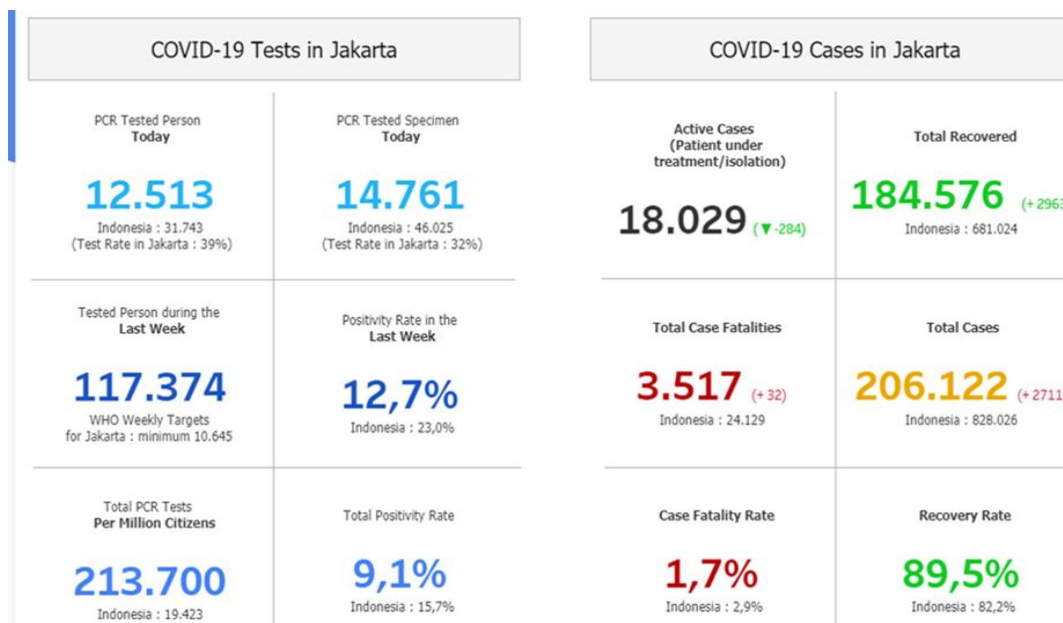 COVID-19 Tests in Jakarta
PCR Tested Person
Today
12.513
Indonesia : 31.743
(Test Rate in Jakarta : 39%)
PCR Tested Specimen
Today
14.761
Indonesia : 46.025
(Test Rate in Jakarta : 32%)
Tested Person during the
Last Week
117.374
WHO Weekly Targets
for Jakarta : minimum 10.645
Positivity Rate in the
Last Week
12,7%
Indonesia : 23,0%
Total PCR Tests
Per Million Citizens
213.700
Indonesia : 19.423
Total Positivity Rate
9,1%
Indonesia : 15,7%
COVID-19 Cases in Jakarta
Active Cases
(Patient under
treatment/isolation)
18.029 (▼-284)
Indonesia : 681.024
Total Recovered
184.576 (+ 2963
Total Case Fatalities
3.517 (+ 32)
Indonesia : 24.129
Total Cases
206.122 (+ 2711
Indonesia : 828.026
Case Fatality Rate
1,7%
Indonesia : 2,9%
Recovery Rate
89,5%
Indonesia : 82,2%